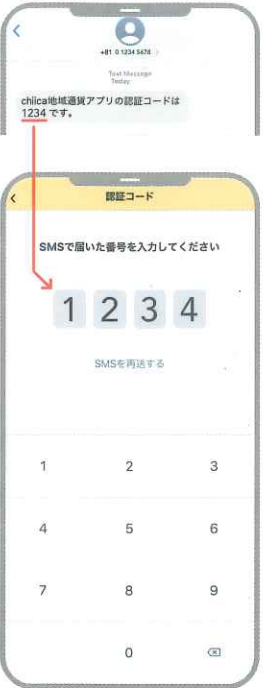 +81 0 1234 5678
Text Message
Today
chiica地域通貨アプリの認証コードは
1234 です。
認証コード
SMSで届いた番号を入力してください
1 2 3 4
SMSを再送する
1 2 3
4 5 6
7 8 9
0